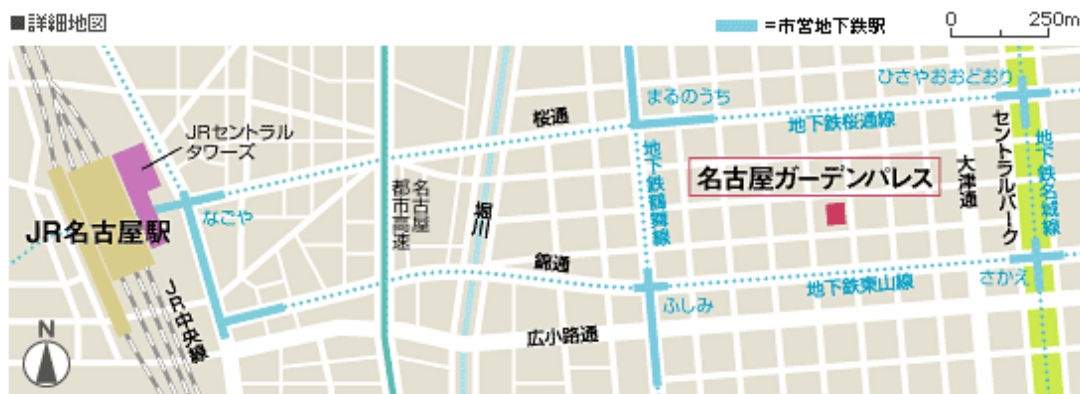 ■詳細地図
=市営地下鉄駅
0 250m
ひさやおおどおり
まるのうち
桜通
地下鉄桜通線
JRセントラル
タワーズ
セントラルパーク
地下鉄名城線
大津通
地下鉄鶴舞線
名古屋ガーデンパレス
名古屋
都市高速
堀川
なごや
JR名古屋駅
錦通
さかえ
地下鉄東山線
ふしみ
JR中央線
広小路通
N